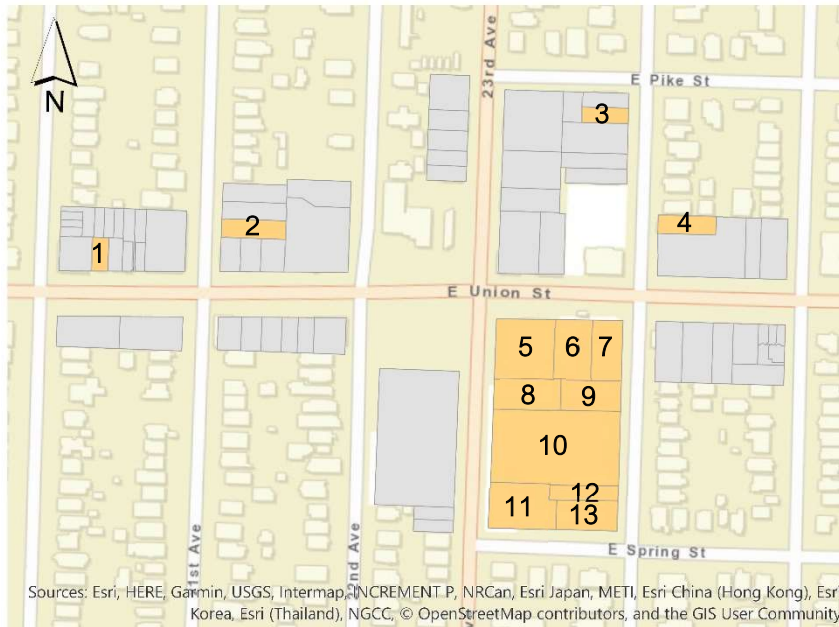 23rd Ave
E Pike St
N
3
2
4
1
E Union St
5
6
7
8
9
10
11
12
13
E Spring St
Sources: Esri, HERE, Garmin, USGS, Intermap, INCREMENT P, NRCan, Esri Japan, METI, Esri China (Hong Kong), Esri
Korea, Esri (Thailand), NGCC, © OpenStreetMap contributors, and the GIS User Community